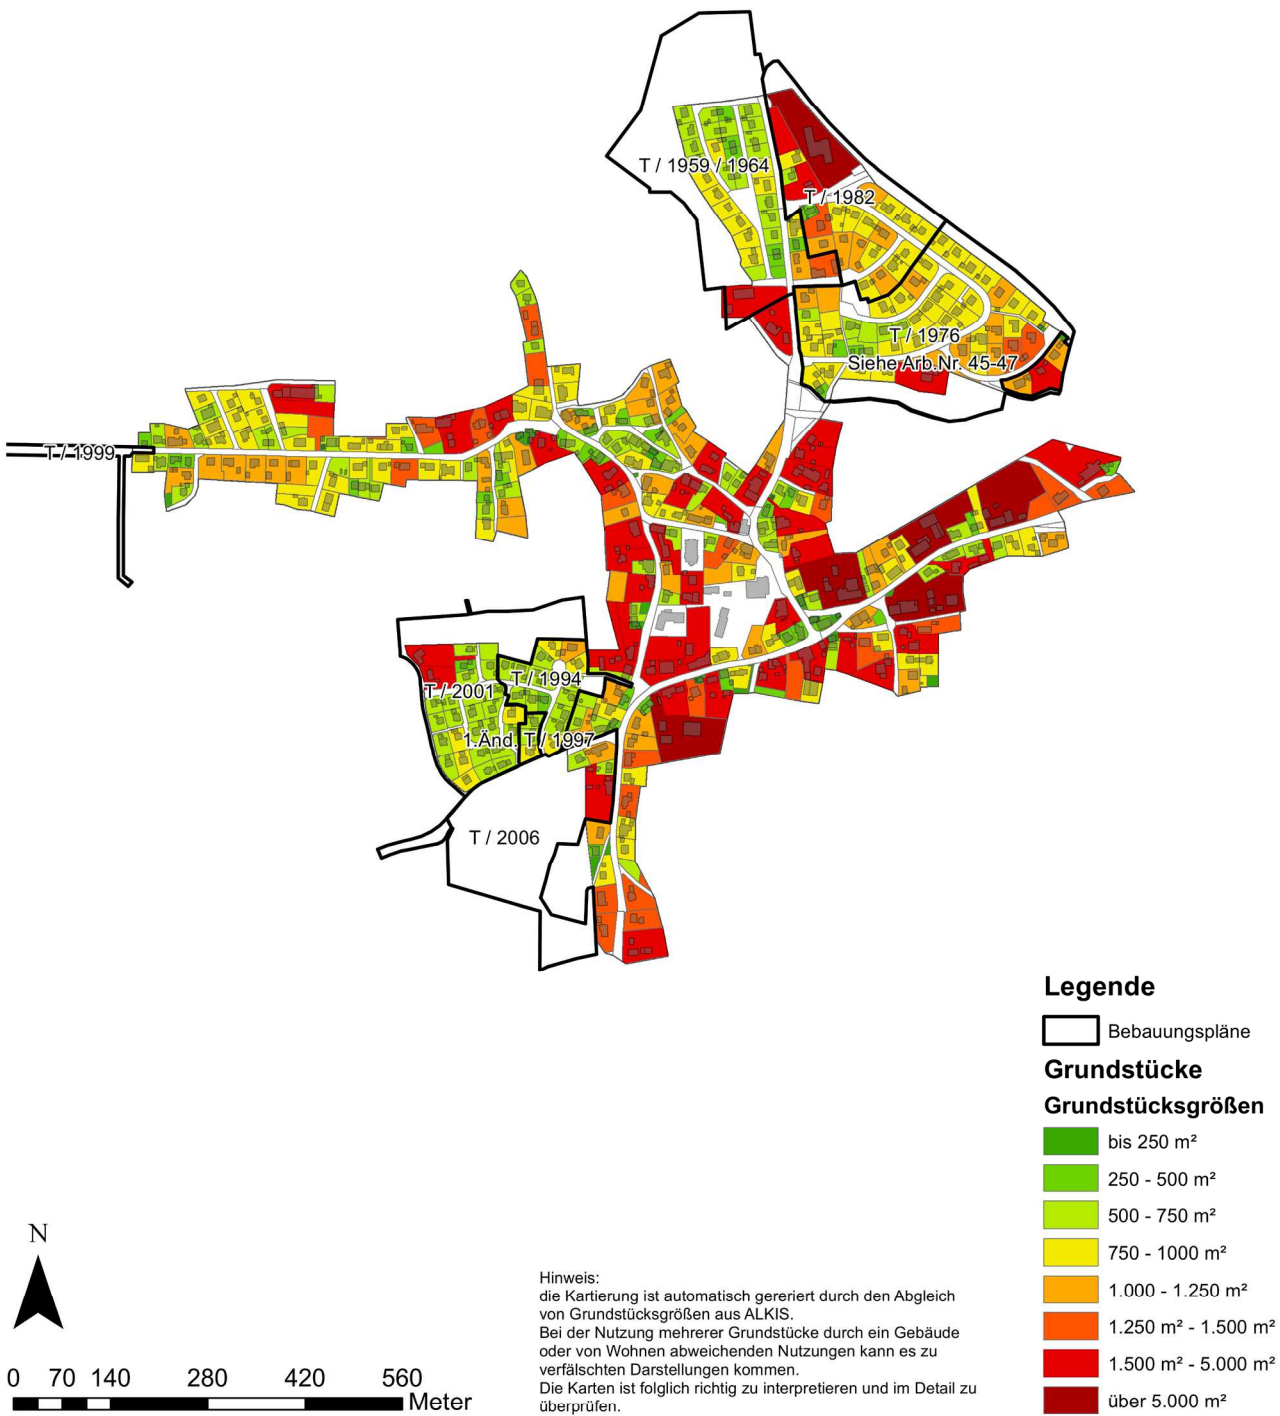 T / 1959 / 1964
T / 1982
T / 1976
Siehe Arb.Nr. 45-47
T / 1999
T / 1994
T / 2001
1.Änd. T / 1997
T / 2006
Legende
Bebauungspläne
Grundstücke
Grundstücksgrößen
bis 250 m²
250 - 500 m²
500 - 750 m²
750 - 1000 m²
1.000 - 1.250 m²
1.250 m² - 1.500 m²
1.500 m² - 5.000 m²
über 5.000 m²
N
0 70 140 280 420 560
Meter
Hinweis:
die Kartierung ist automatisch gereriert durch den Abgleich
von Grundstücksgrößen aus ALKIS.
Bei der Nutzung mehrerer Grundstücke durch ein Gebäude
oder von Wohnen abweichenden Nutzungen kann es zu
verfälschten Darstellungen kommen.
Die Karten ist folglich richtig zu interpretieren und im Detail zu
überprüfen.